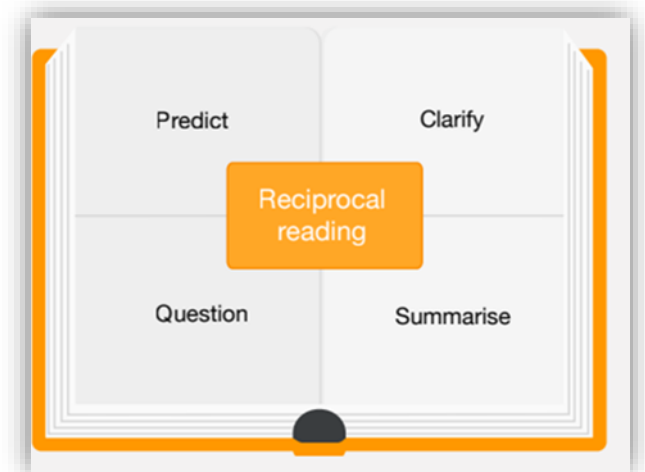 Predict
Clarify
Reciprocal
reading
Question
Summarise